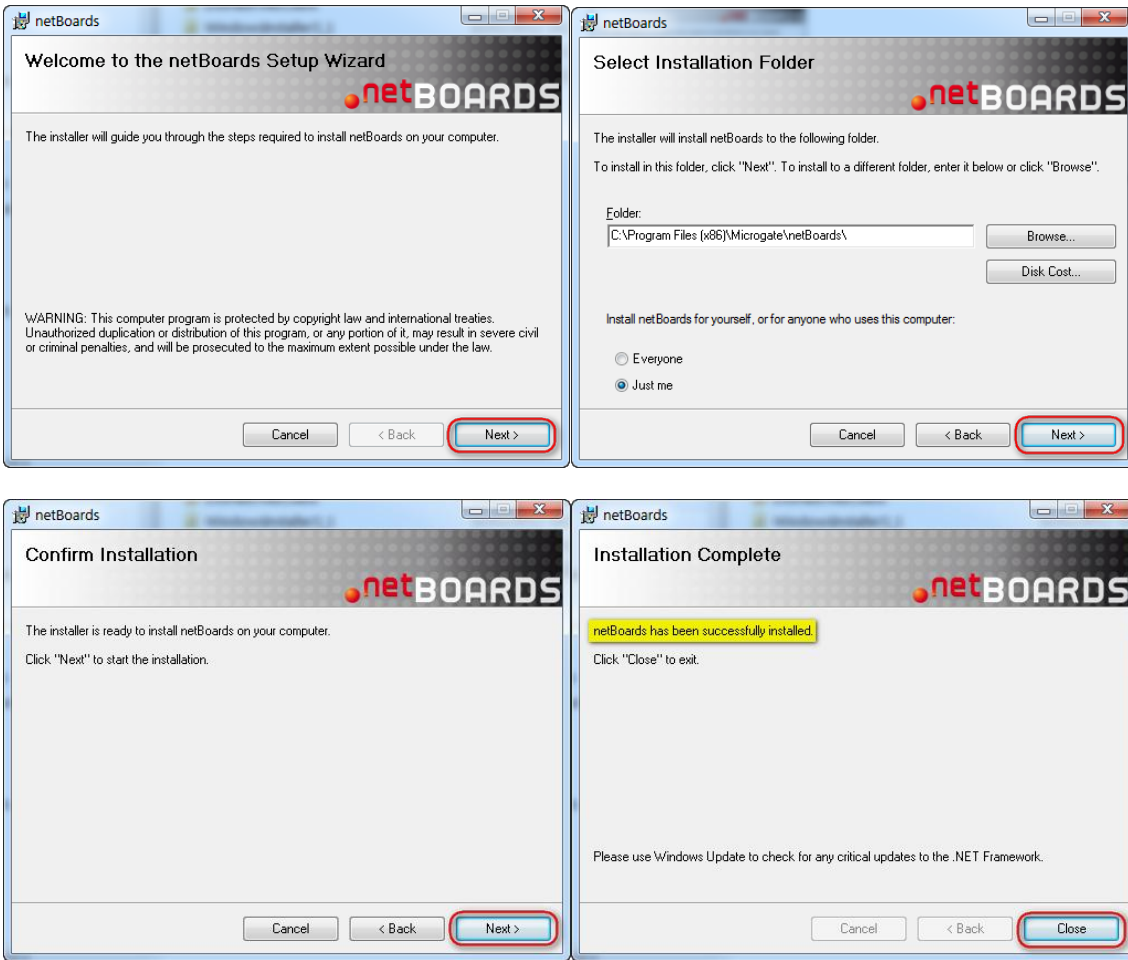 netBoards
Welcome to the netBoards Setup Wizard
.netBOARDS
The installer will guide you through the steps required to install netBoards on your computer.
WARNING: This computer program is protected by copyright law and international treaties.
Unauthorized duplication or distribution of this program, or any portion of it, may result in severe civil
or criminal penalties, and will be prosecuted to the maximum extent possible under the law.
Cancel
< Back
Next >
netBoards
Select Installation Folder
.netBOARDS
The installer will install netBoards to the following folder.
To install in this folder, click "Next". To install to a different folder, enter it below or click "Browse".
Folder:
C:\Program Files (x86)\Microgate\netBoards\
Browse...
Disk Cost...
Install netBoards for yourself, or for anyone who uses this computer:
Everyone
Just me
Cancel
< Back
Next >
netBoards
Confirm Installation
.netBOARDS
The installer is ready to install netBoards on your computer.
Click "Next" to start the installation.
Cancel
< Back
Next >
netBoards
Installation Complete
.netBOARDS
netBoards has been successfully installed.
Click "Close" to exit.
Please use Windows Update to check for any critical updates to the .NET Framework.
Cancel
< Back
Close